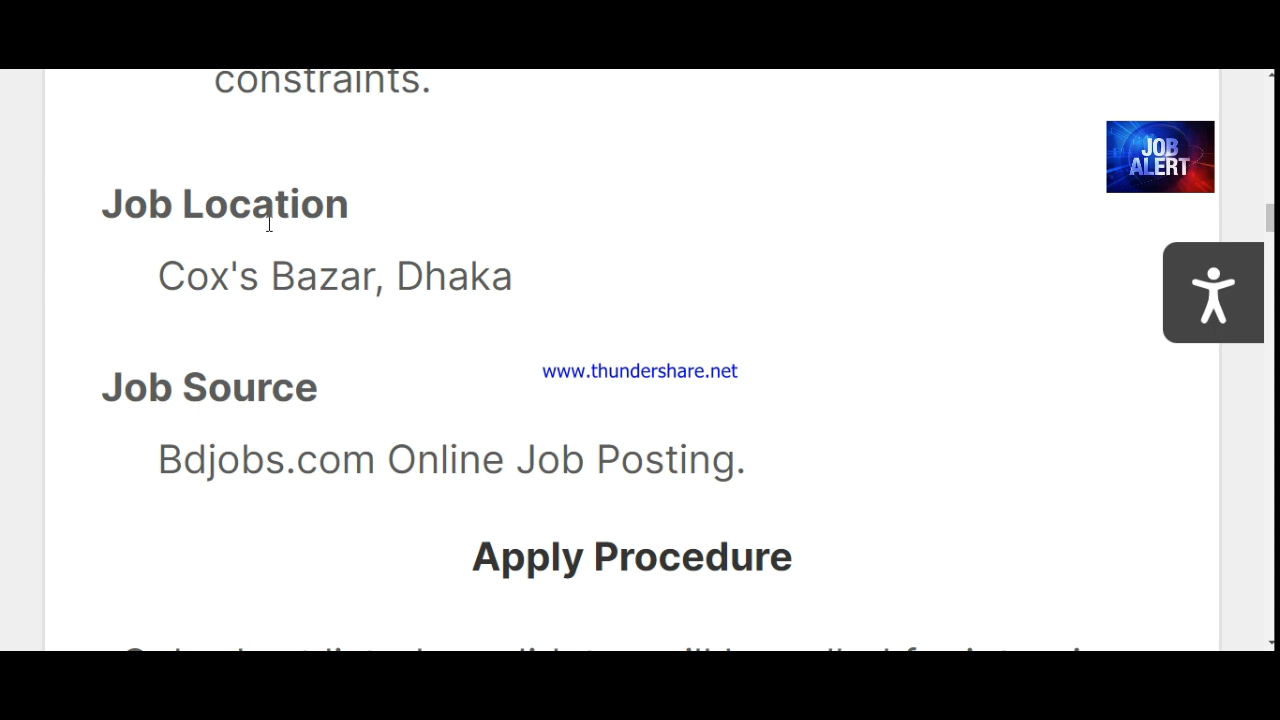 constraints.
JOB
ALERT
Job Location
Cox's Bazar, Dhaka
www.thundershare.net
Job Source
Bdjobs.com Online Job Posting.
Apply Procedure